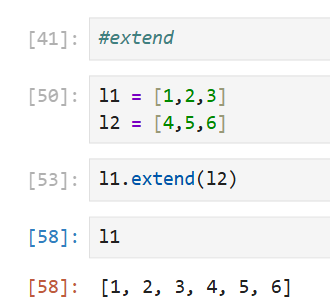 [41]: #extend
[50]: l1 = [1,2,3]
l2 = [4,5,6]
[53]: l1.extend(l2)
[58]: l1
[58]: [1, 2, 3, 4, 5, 6]